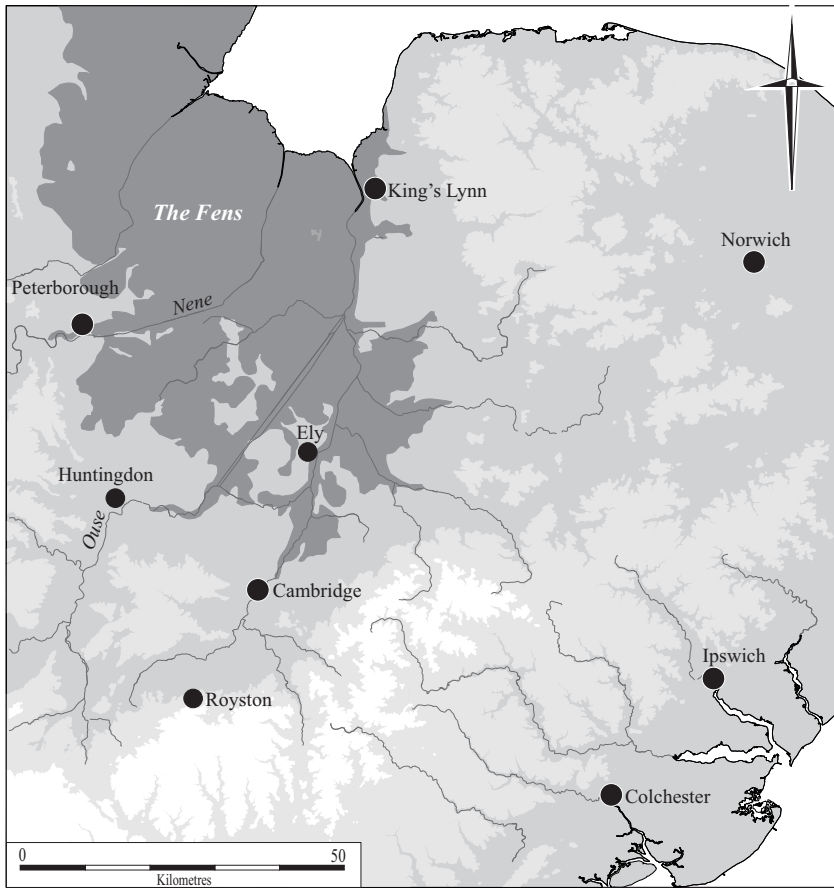 King's Lynn
The Fens
Norwich
Peterborough
Nene
Ely
Huntingdon
Ouse
Cambridge
Ipswich
Royston
Colchester
0 50
Kilometres